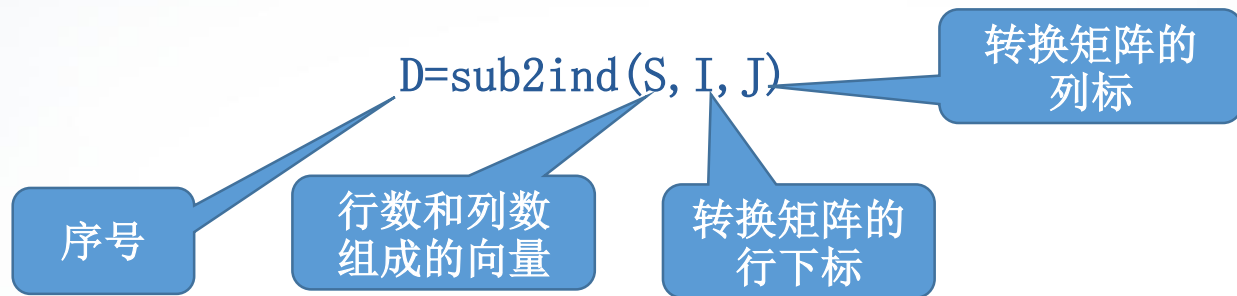 转换矩阵的
列标
D=sub2ind(S,I,J)
序号
行数和列数
组成的向量
转换矩阵的
行下标